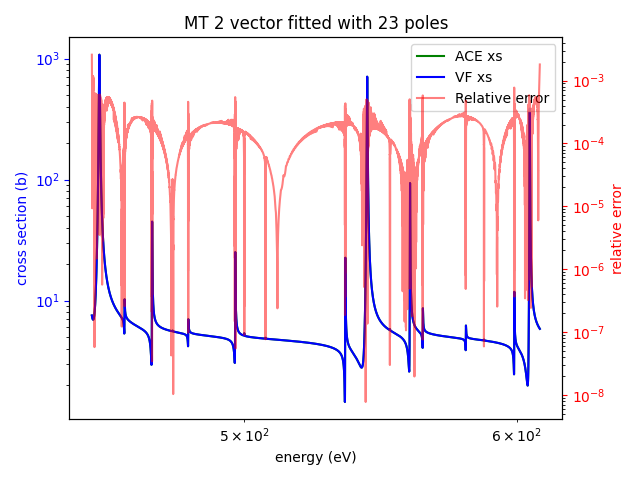 MT 2 vector fitted with 23 poles
ACE xs
VF xs
Relative error
10³
10²
10¹
cross section (b)
10⁻³
10⁻⁴
10⁻⁵
10⁻⁶
10⁻⁷
10⁻⁸
relative error
5 × 10²
6 × 10²
energy (eV)